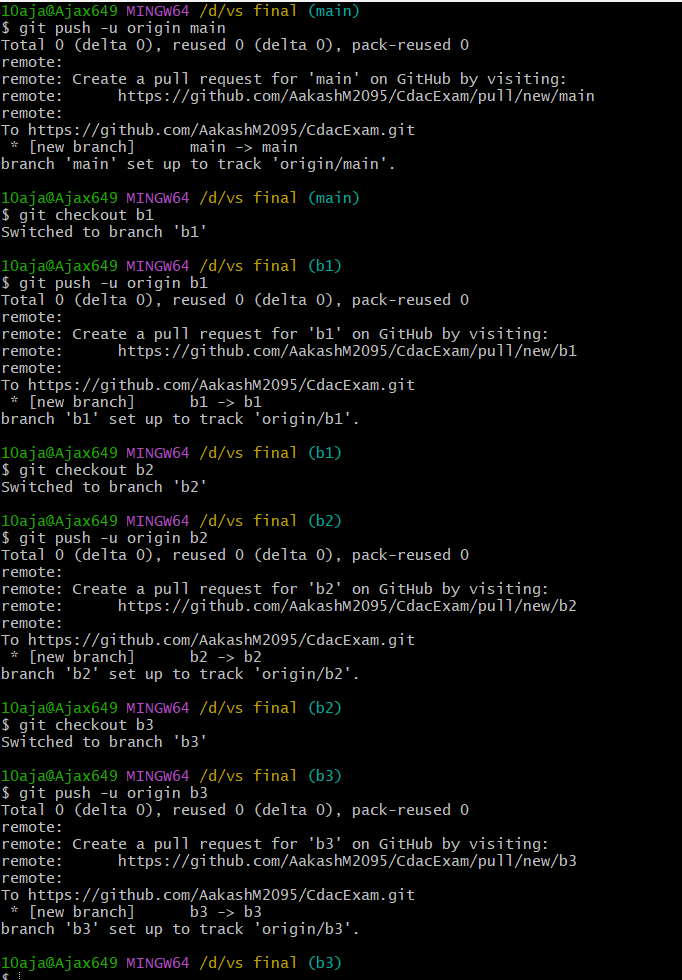 10aja@Ajax649 MINGW64 /d/vs final (main)
$ git push -u origin main
Total 0 (delta 0), reused 0 (delta 0), pack-reused 0
remote:
remote: Create a pull request for 'main' on GitHub by visiting:
remote:      https://github.com/AakashM2095/CdacExam/pull/new/main
remote:
To https://github.com/AakashM2095/CdacExam.git
 * [new branch]      main -> main
branch 'main' set up to track 'origin/main'.

10aja@Ajax649 MINGW64 /d/vs final (main)
$ git checkout b1
Switched to branch 'b1'

10aja@Ajax649 MINGW64 /d/vs final (b1)
$ git push -u origin b1
Total 0 (delta 0), reused 0 (delta 0), pack-reused 0
remote:
remote: Create a pull request for 'b1' on GitHub by visiting:
remote:      https://github.com/AakashM2095/CdacExam/pull/new/b1
remote:
To https://github.com/AakashM2095/CdacExam.git
 * [new branch]      b1 -> b1
branch 'b1' set up to track 'origin/b1'.

10aja@Ajax649 MINGW64 /d/vs final (b1)
$ git checkout b2
Switched to branch 'b2'

10aja@Ajax649 MINGW64 /d/vs final (b2)
$ git push -u origin b2
Total 0 (delta 0), reused 0 (delta 0), pack-reused 0
remote:
remote: Create a pull request for 'b2' on GitHub by visiting:
remote:      https://github.com/AakashM2095/CdacExam/pull/new/b2
remote:
To https://github.com/AakashM2095/CdacExam.git
 * [new branch]      b2 -> b2
branch 'b2' set up to track 'origin/b2'.

10aja@Ajax649 MINGW64 /d/vs final (b2)
$ git checkout b3
Switched to branch 'b3'

10aja@Ajax649 MINGW64 /d/vs final (b3)
$ git push -u origin b3
Total 0 (delta 0), reused 0 (delta 0), pack-reused 0
remote:
remote: Create a pull request for 'b3' on GitHub by visiting:
remote:      https://github.com/AakashM2095/CdacExam/pull/new/b3
remote:
To https://github.com/AakashM2095/CdacExam.git
 * [new branch]      b3 -> b3
branch 'b3' set up to track 'origin/b3'.

10aja@Ajax649 MINGW64 /d/vs final (b3)
$